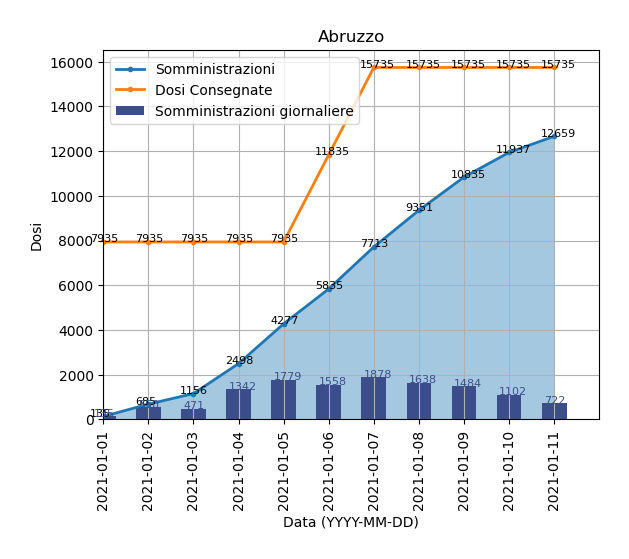 Abruzzo
Somministrazioni
Dosi Consegnate
Somministrazioni giornaliere
Dosi
16000
14000
12000
10000
8000
6000
4000
2000
0
7935 7935 7935 7935 7935 11835 15735 15735 15735 15735 15735
685 1156 2498 4277 5835 7713 9351 10835 11937 12659
471 1342 1779 1558 1878 1638 1484 1102 722
2021-01-01
2021-01-02
2021-01-03
2021-01-04
2021-01-05
2021-01-06
2021-01-07
2021-01-08
2021-01-09
2021-01-10
2021-01-11
Data (YYYY-MM-DD)